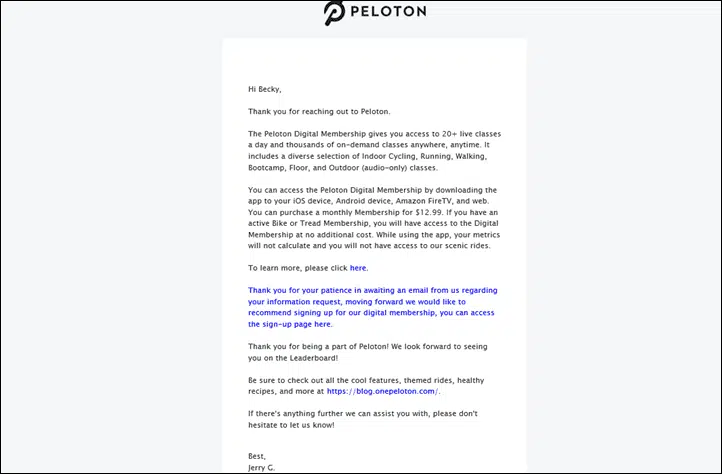 PELOTON
Hi Becky,
Thank you for reaching out to Peloton.
The Peloton Digital Membership gives you access to 20+ live classes
a day and thousands of on-demand classes anywhere, anytime. It
includes a diverse selection of Indoor Cycling, Running, Walking,
Bootcamp, Floor, and Outdoor (audio-only) classes.
You can access the Peloton Digital Membership by downloading the
app to your iOS device, Android device, Amazon FireTV, and web.
You can purchase a monthly Membership for $12.99. If you have an
active Bike or Tread Membership, you will have access to the Digital
Membership at no additional cost. While using the app, your metrics
will not calculate and you will not have access to our scenic rides.
To learn more, please click here.
Thank you for your patience in awaiting an email from us regarding
your information request, moving forward we would like to
recommend signing up for our digital membership, you can access
the sign-up page here.
Thank you for being a part of Peloton! We look forward to seeing
you on the Leaderboard!
Be sure to check out all the cool features, themed rides, healthy
recipes, and more at https://blog.onepeloton.com/.
If there's anything further we can assist you with, please don't
hesitate to let us know!
Best,
Jerry G.